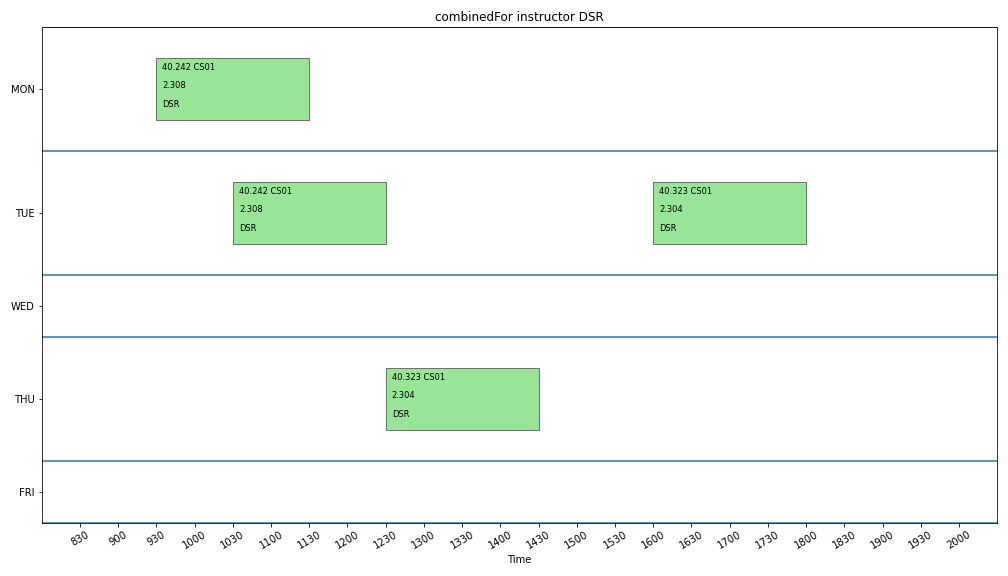 combinedFor instructor DSR
MON
40.242 CS01
2.308
DSR
TUE
40.242 CS01
2.308
DSR
40.323 CS01
2.304
DSR
WED
THU
40.323 CS01
2.304
DSR
FRI
830 900 930 1000 1030 1100 1130 1200 1230 1300 1330 1400 1430 1500 1530 1600 1630 1700 1730 1800 1830 1900 1930 2000
Time